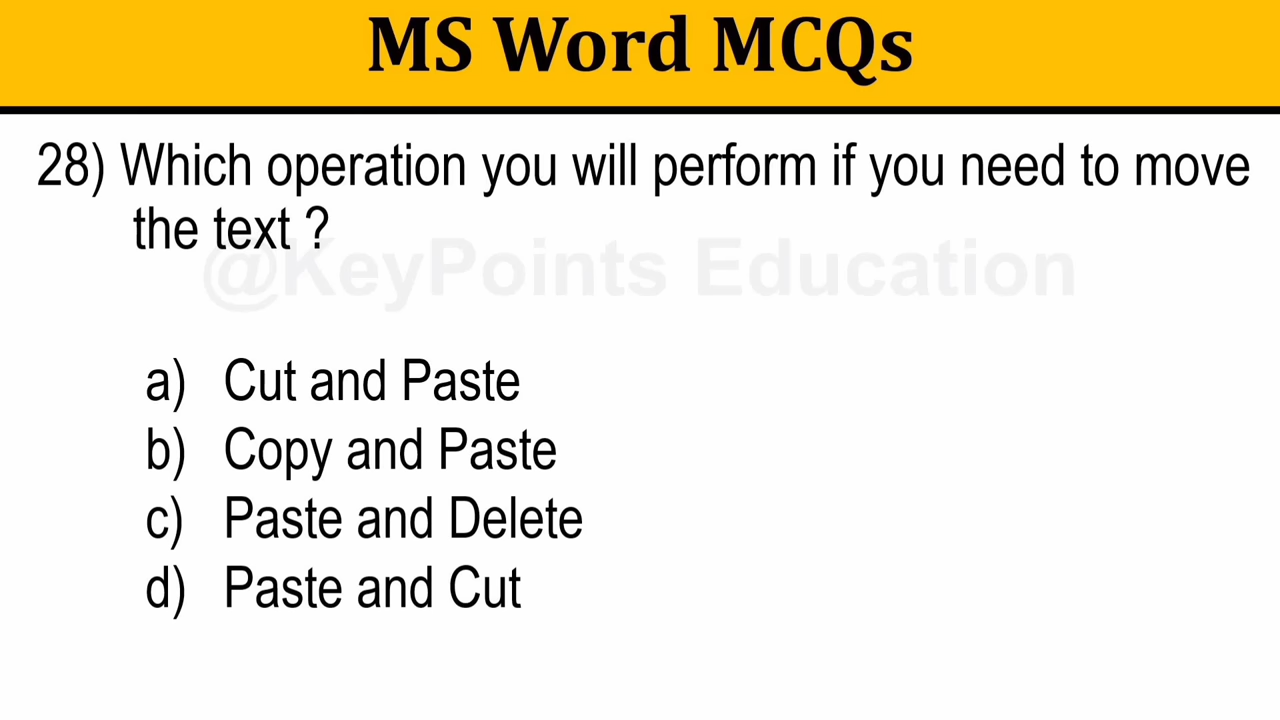 MS Word MCQs
28) Which operation you will perform if you need to move
the text ?
@KeyPoints Education
a) Cut and Paste
b) Copy and Paste
c) Paste and Delete
d) Paste and Cut